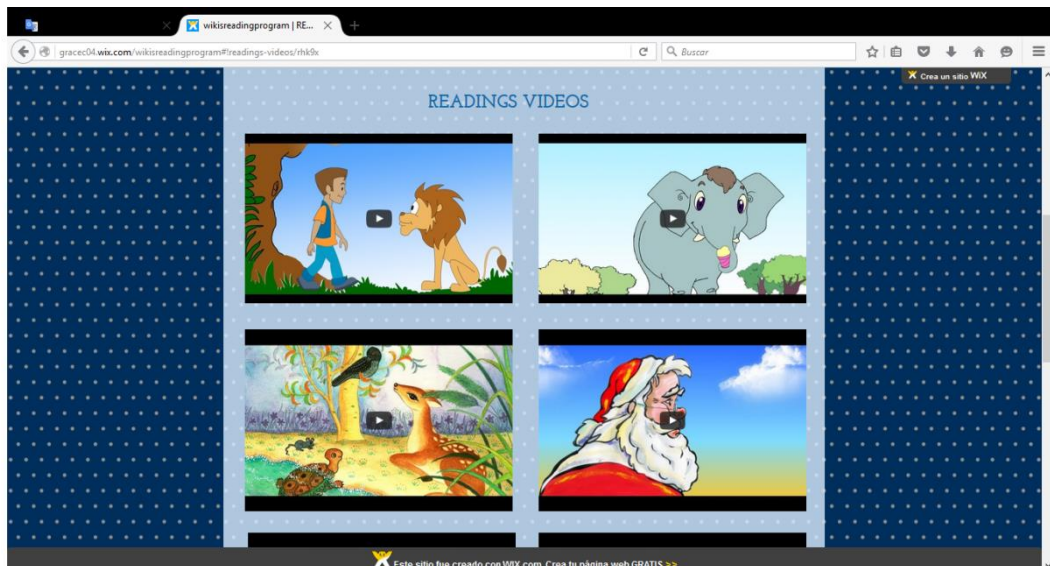 wikisreadingprogram | RE...
gracec04.wix.com/wikisreadingprogram#!readings-videos/rhk9x
Buscar
Crea un sitio WiX
READINGS VIDEOS
Este sitio fue creado con WIX.com. Crea tu página web GRATIS >>